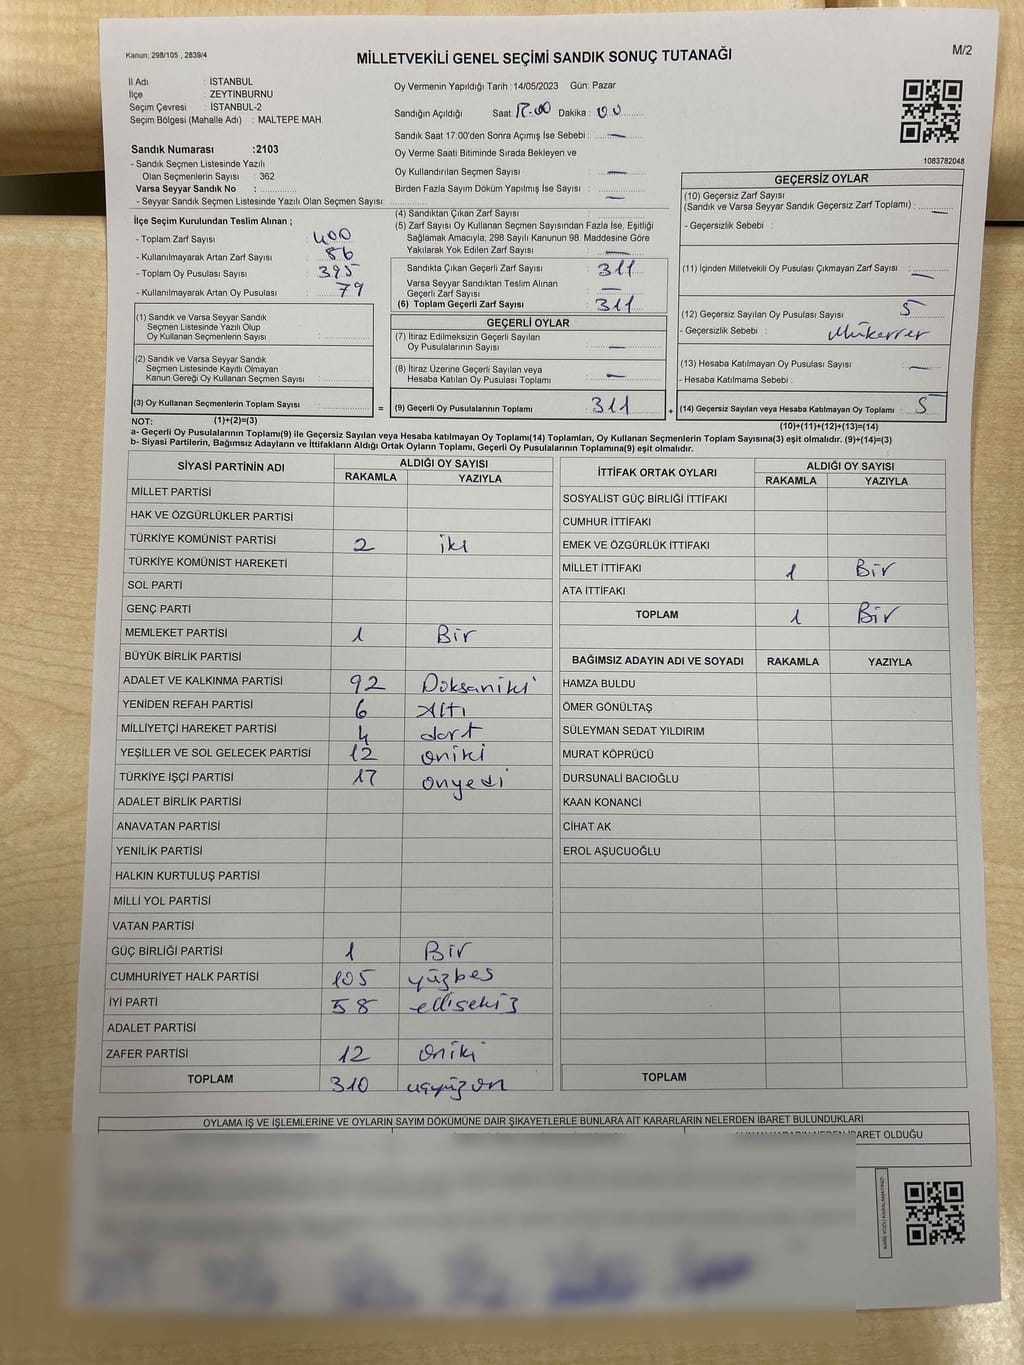 Kanun; 298/105 , 2839/4
M/2
MİLLETVEKİLİ GENEL SEÇİMİ SANDIK SONUÇ TUTANAĞI
İl Adı : İSTANBUL
İlçe : ZEYTİNBURNU
Seçim Çevresi : İSTANBUL-2
Seçim Bölgesi (Mahalle Adı) : MALTEPE MAH.
Oy Vermenin Yapıldığı Tarih :14/05/2023 Gün: Pazar
Sandığın Açıldığı Saat: 17:00 Dakika : 00
Sandık Saat 17:00'den Sonra Açımış İse Sebebi : —
Oy Verme Saati Bitiminde Sırada Bekleyen ve
Oy Kullandırılan Seçmen Sayısı : —
Birden Fazla Sayım Döküm Yapılmış İse Sayısı : —
1083782048
Sandık Numarası :2103
- Sandık Seçmen Listesinde Yazılı
Olan Seçmenlerin Sayısı : 362
Varsa Seyyar Sandık No :
- Seyyar Sandık Seçmen Listesinde Yazılı Olan Seçmen Sayısı:
İlçe Seçim Kurulundan Teslim Alınan ;
- Toplam Zarf Sayısı : 400
- Kullanılmayarak Artan Zarf Sayısı : 86
- Toplam Oy Pusulası Sayısı : 395
- Kullanılmayarak Artan Oy Pusulası : 79
(1) Sandık ve Varsa Seyyar Sandık
Seçmen Listesinde Yazılı Olup
Oy Kullanan Seçmenlerin Sayısı :
(2) Sandık ve Varsa Seyyar Sandık
Seçmen Listesinde Kayıtlı Olmayan
Kanun Gereği Oy Kullanan Seçmen Sayısı :
(3) Oy Kullanan Seçmenlerin Toplam Sayısı :
(1)+(2)=(3)
(4) Sandıktan Çıkan Zarf Sayısı :
(5) Zarf Sayısı Oy Kullanan Seçmen Sayısından Fazla İse, Eşitliği
Sağlamak Amacıyla; 298 Sayılı Kanunun 98. Maddesine Göre
Yakılarak Yok Edilen Zarf Sayısı : —
Sandıkta Çıkan Geçerli Zarf Sayısı : 311
Varsa Seyyar Sandıktan Teslim Alınan
Geçerli Zarf Sayısı : —
(6) Toplam Geçerli Zarf Sayısı : 311
GEÇERLİ OYLAR
(7) İtiraz Edilmeksizin Geçerli Sayılan
Oy Pusulalarının Sayısı : —
(8) İtiraz Üzerine Geçerli Sayılan veya
Hesaba Katılan Oy Pusulası Toplamı : —
= (9) Geçerli Oy Pusulalarının Toplamı : 311 +
GEÇERSİZ OYLAR
(10) Geçersiz Zarf Sayısı
(Sandık ve Varsa Seyyar Sandık Geçersiz Zarf Toplamı) : —
- Geçersizlik Sebebi :
(11) İçinden Milletvekili Oy Pusulası Çıkmayan Zarf Sayısı : —
(12) Geçersiz Sayılan Oy Pusulası Sayısı : 5
- Geçersizlik Sebebi : Mükerrer
(13) Hesaba Katılmayan Oy Pusulası Sayısı : —
- Hesaba Katılmama Sebebi :
(14) Geçersiz Sayılan veya Hesaba Katılmayan Oy Toplamı : 5
(10)+(11)+(12)+(13)=(14)
NOT:
a- Geçerli Oy Pusulalarının Toplamı(9) ile Geçersiz Sayılan veya Hesaba katılmayan Oy Toplamı(14) Toplamları, Oy Kullanan Seçmenlerin Toplam Sayısına(3) eşit olmalıdır. (9)+(14)=(3)
b- Siyasi Partilerin, Bağımsız Adayların ve İttifakların Aldığı Ortak Oyların Toplamı, Geçerli Oy Pusulalarının Toplamına(9) eşit olmalıdır.
SİYASİ PARTİNİN ADI
ALDIĞI OY SAYISI
RAKAMLA YAZIYLA
MİLLET PARTİSİ
HAK VE ÖZGÜRLÜKLER PARTİSİ
TÜRKİYE KOMÜNİST PARTİSİ 2 iki
TÜRKİYE KOMÜNİST HAREKETİ
SOL PARTİ
GENÇ PARTİ
MEMLEKET PARTİSİ 1 Bir
BÜYÜK BİRLİK PARTİSİ
ADALET VE KALKINMA PARTİSİ 92 Doksaniki
YENİDEN REFAH PARTİSİ 6 Altı
MİLLİYETÇİ HAREKET PARTİSİ 4 dört
YEŞİLLER VE SOL GELECEK PARTİSİ 12 oniki
TÜRKİYE İŞÇİ PARTİSİ 17 onyedi
ADALET BİRLİK PARTİSİ
ANAVATAN PARTİSİ
YENİLİK PARTİSİ
HALKIN KURTULUŞ PARTİSİ
MİLLİ YOL PARTİSİ
VATAN PARTİSİ
GÜÇ BİRLİĞİ PARTİSİ 1 Bir
CUMHURİYET HALK PARTİSİ 105 yüzbeş
İYİ PARTİ 58 ellisekiz
ADALET PARTİSİ
ZAFER PARTİSİ 12 oniki
TOPLAM 310 üçyüzon
İTTİFAK ORTAK OYLARI
ALDIĞI OY SAYISI
RAKAMLA YAZIYLA
SOSYALİST GÜÇ BİRLİĞİ İTTİFAKI
CUMHUR İTTİFAKI
EMEK VE ÖZGÜRLÜK İTTİFAKI
MİLLET İTTİFAKI 1 Bir
ATA İTTİFAKI
TOPLAM 1 Bir
BAĞIMSIZ ADAYIN ADI VE SOYADI RAKAMLA YAZIYLA
HAMZA BULDU
ÖMER GÖNÜLTAŞ
SÜLEYMAN SEDAT YILDIRIM
MURAT KÖPRÜCÜ
DURSUNALİ BACIOĞLU
KAAN KONANCİ
CİHAT AK
EROL AŞUCUOĞLU
TOPLAM
OYLAMA İŞ VE İŞLEMLERİNE VE OYLARIN SAYIM DÖKÜMÜNE DAİR ŞİKAYETLERLE BUNLARA AİT KARARLARIN NELERDEN İBARET BULUNDUKLARI
İBARET OLDUĞU
KARE KODU KARALAMAYINIZ!